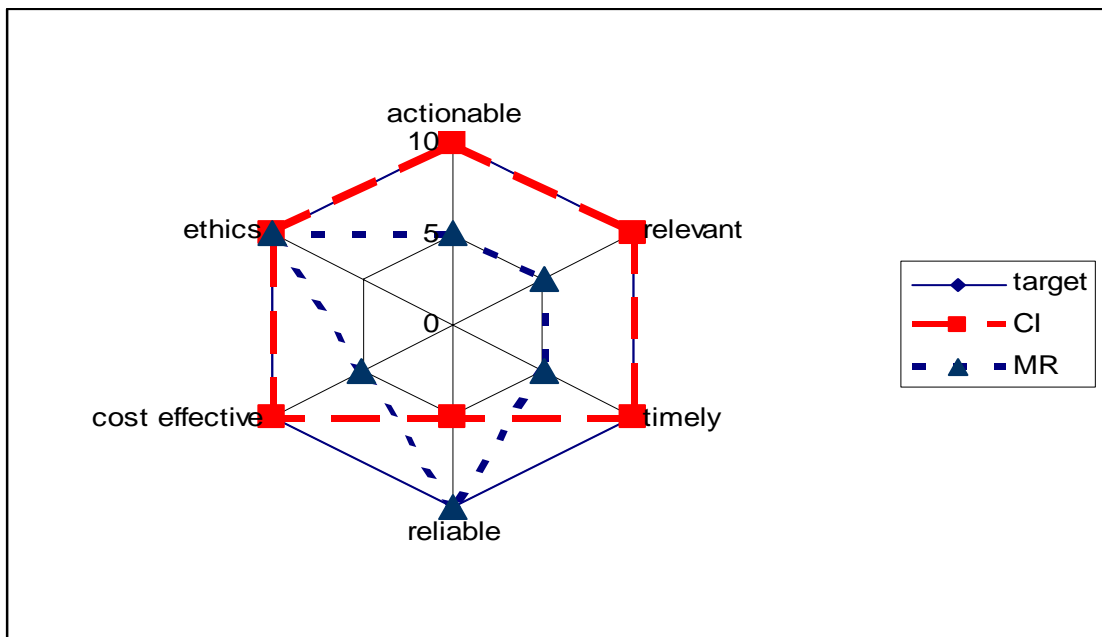 actionable
10
ethics
5
relevant
0
cost effective
timely
reliable
target
CI
MR